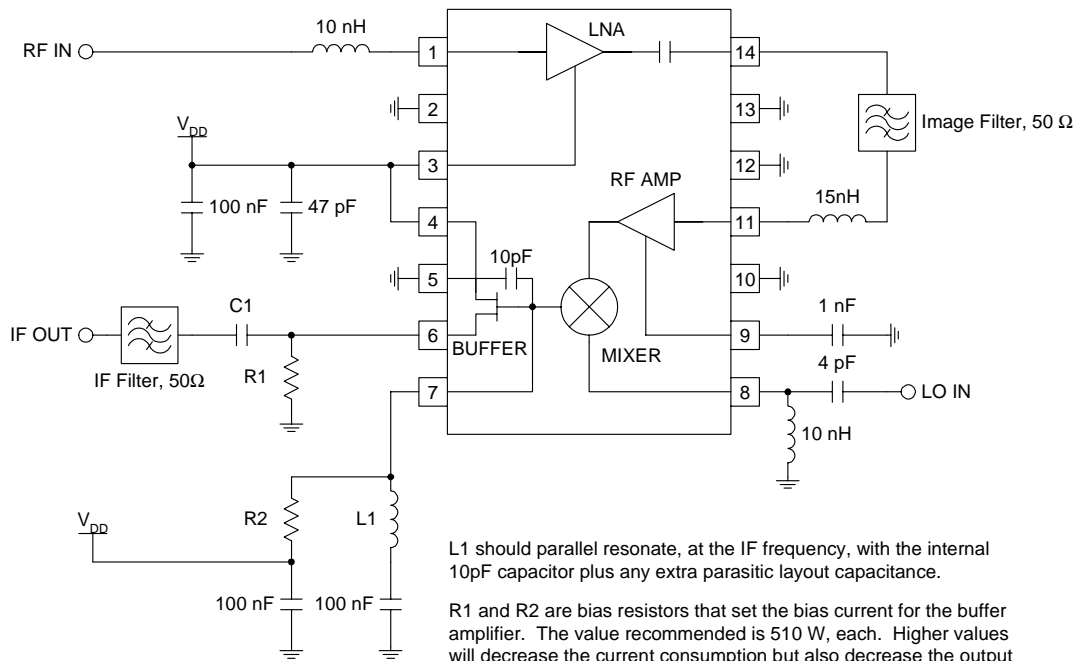 10 nH
LNA
RF IN
1
14
2
13
Image Filter, 50 Ω
V_DD
3
12
RF AMP
100 nF
47 pF
15nH
4
11
10pF
5
10
C1
1 nF
IF OUT
6
9
BUFFER
MIXER
4 pF
R1
IF Filter, 50Ω
7
8
LO IN
10 nH
R2
L1
V_DD
100 nF
100 nF
L1 should parallel resonate, at the IF frequency, with the internal
10pF capacitor plus any extra parasitic layout capacitance.
R1 and R2 are bias resistors that set the bias current for the buffer
amplifier. The value recommended is 510 W, each. Higher values
will decrease the current consumption but also decrease the output